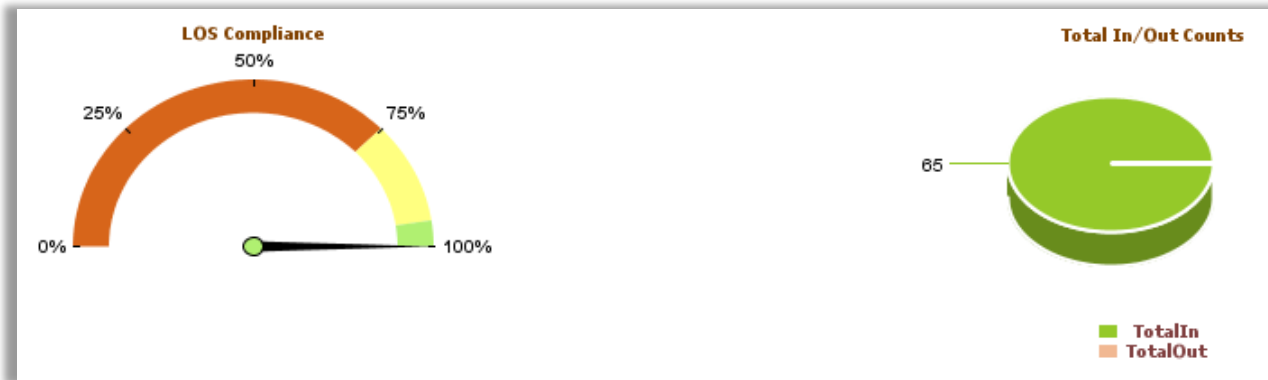 LOS Compliance
50%
25%
75%
0%
100%
Total In/Out Counts
65
TotalIn
TotalOut